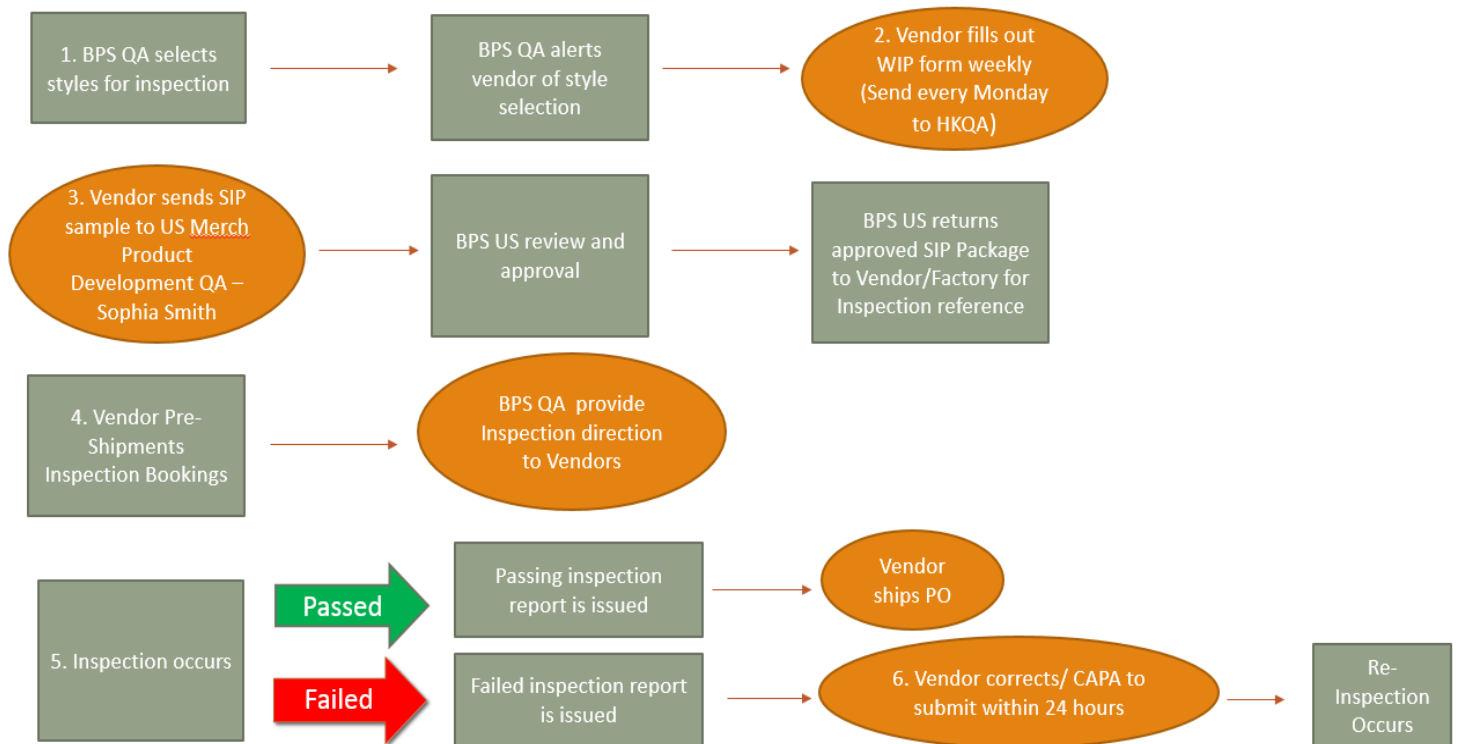 1. BPS QA selects
styles for inspection
BPS QA alerts
vendor of style
selection
2. Vendor fills out
WIP form weekly
(Send every Monday
to HKQA)
3. Vendor sends SIP
sample to US Merch
Product
Development QA –
Sophia Smith
BPS US review and
approval
BPS US returns
approved SIP Package
to Vendor/Factory for
Inspection reference
4. Vendor Pre-
Shipments
Inspection Bookings
BPS QA  provide
Inspection direction
to Vendors
5. Inspection occurs
Passed
Passing inspection
report is issued
Vendor
ships PO
Failed
Failed inspection report
is issued
6. Vendor corrects/ CAPA to
submit within 24 hours
Re-
Inspection
Occurs